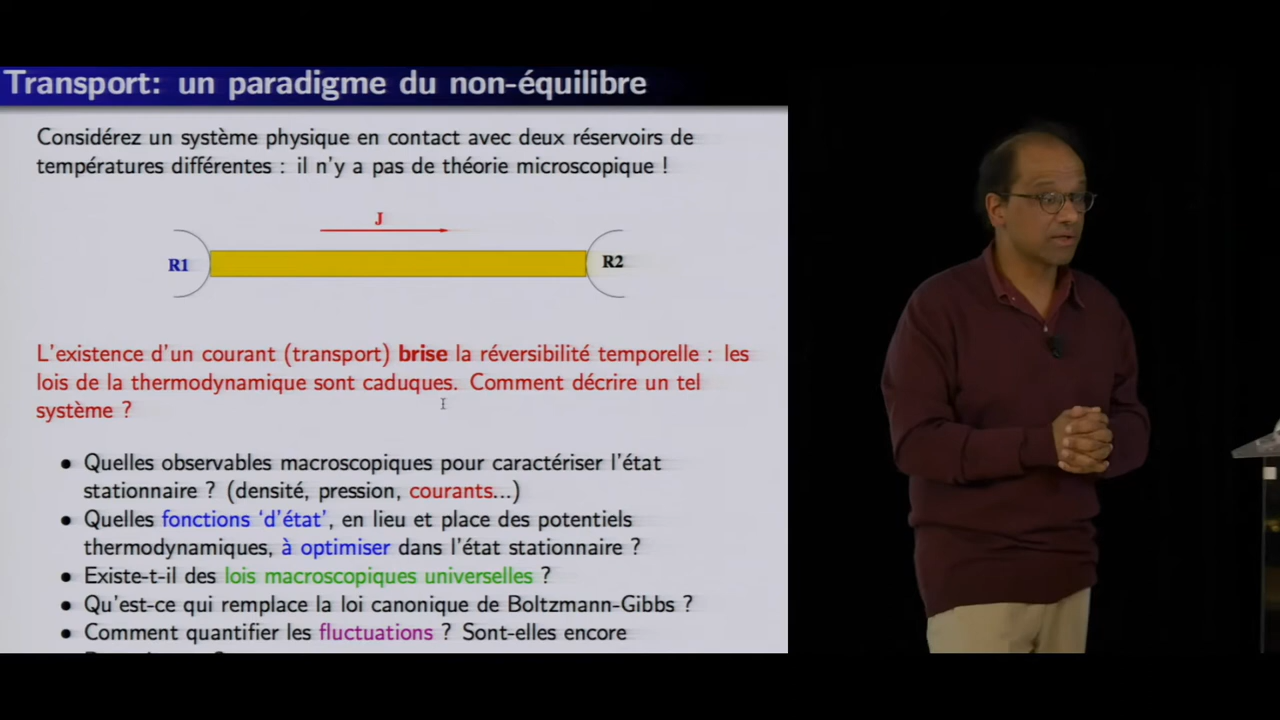 Transport: un paradigme du non-équilibre
Considérez un système physique en contact avec deux réservoirs de
températures différentes : il n'y a pas de théorie microscopique !
J
R1
R2
L'existence d'un courant (transport) brise la réversibilité temporelle : les
lois de la thermodynamique sont caduques. Comment décrire un tel
système ?
• Quelles observables macroscopiques pour caractériser l'état
stationnaire ? (densité, pression, courants...)
• Quelles fonctions 'd'état', en lieu et place des potentiels
thermodynamiques, à optimiser dans l'état stationnaire ?
• Existe-t-il des lois macroscopiques universelles ?
• Qu'est-ce qui remplace la loi canonique de Boltzmann-Gibbs ?
• Comment quantifier les fluctuations ? Sont-elles encore